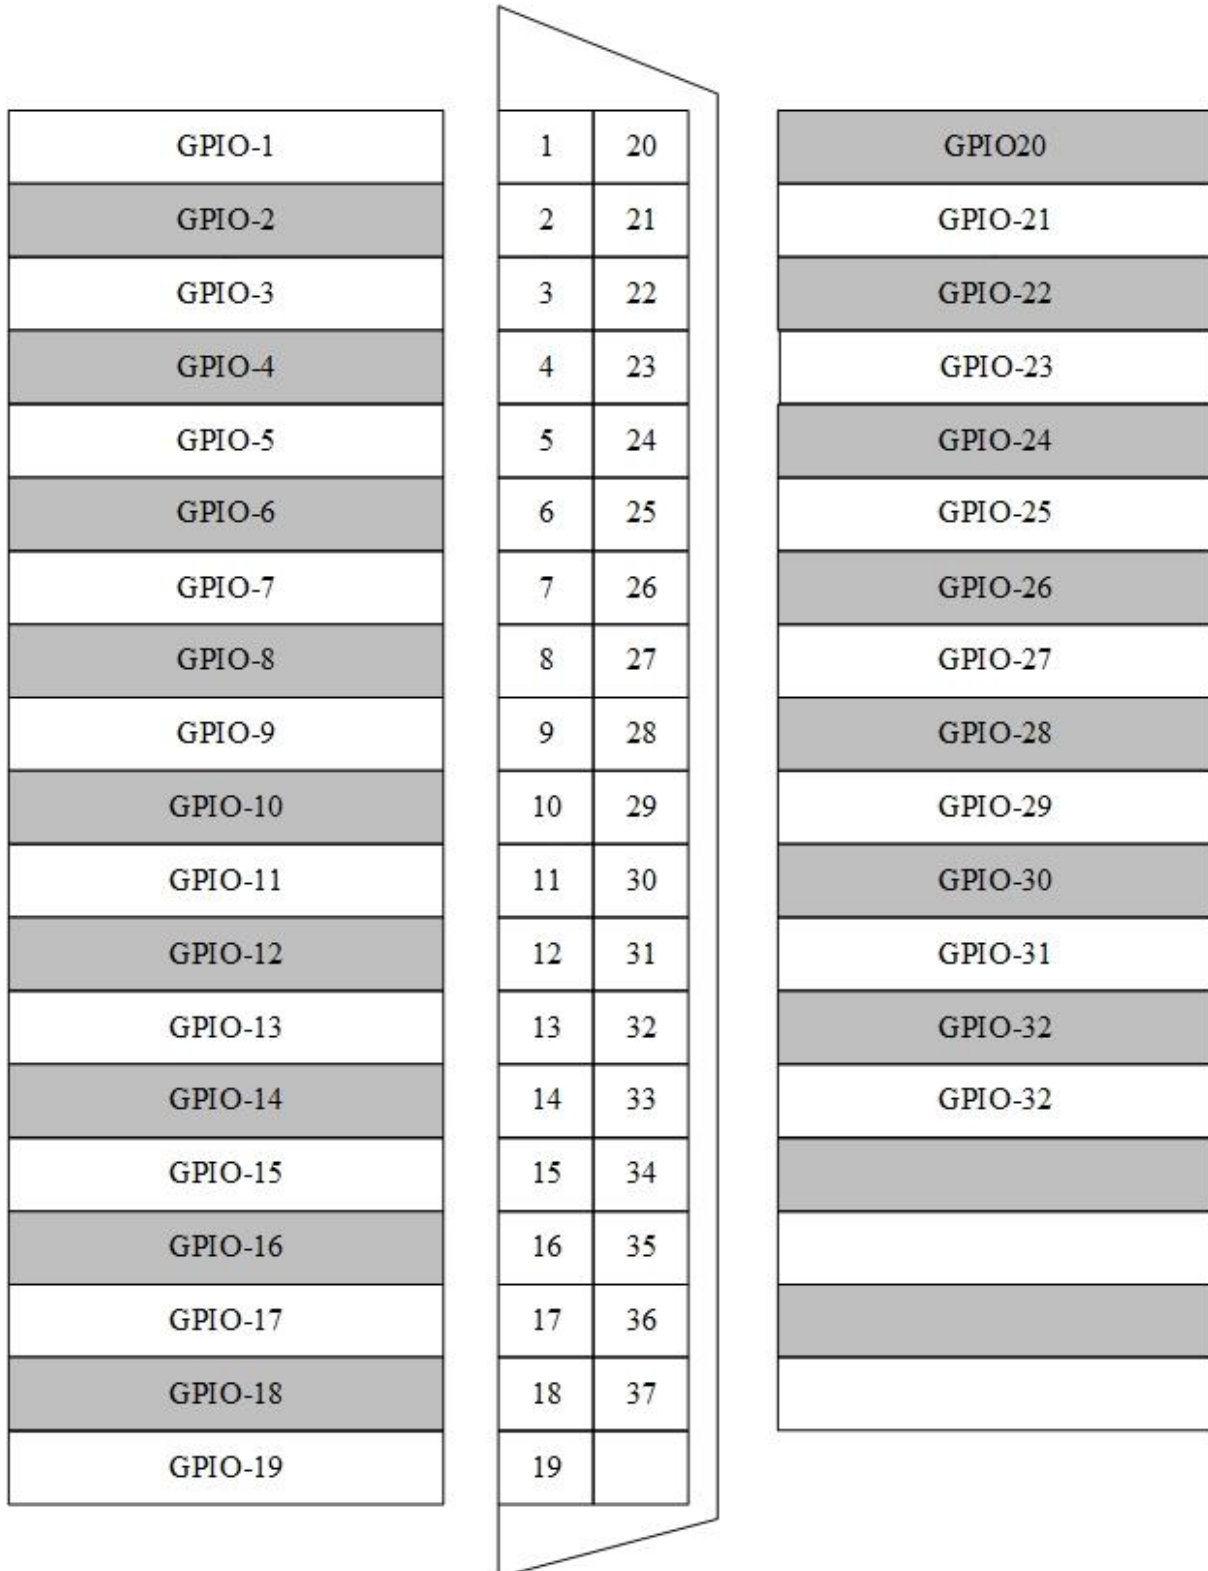 GPIO-1 1 20 GPIO20
GPIO-2 2 21 GPIO-21
GPIO-3 3 22 GPIO-22
GPIO-4 4 23 GPIO-23
GPIO-5 5 24 GPIO-24
GPIO-6 6 25 GPIO-25
GPIO-7 7 26 GPIO-26
GPIO-8 8 27 GPIO-27
GPIO-9 9 28 GPIO-28
GPIO-10 10 29 GPIO-29
GPIO-11 11 30 GPIO-30
GPIO-12 12 31 GPIO-31
GPIO-13 13 32 GPIO-32
GPIO-14 14 33 GPIO-32
GPIO-15 15 34
GPIO-16 16 35
GPIO-17 17 36
GPIO-18 18 37
GPIO-19 19